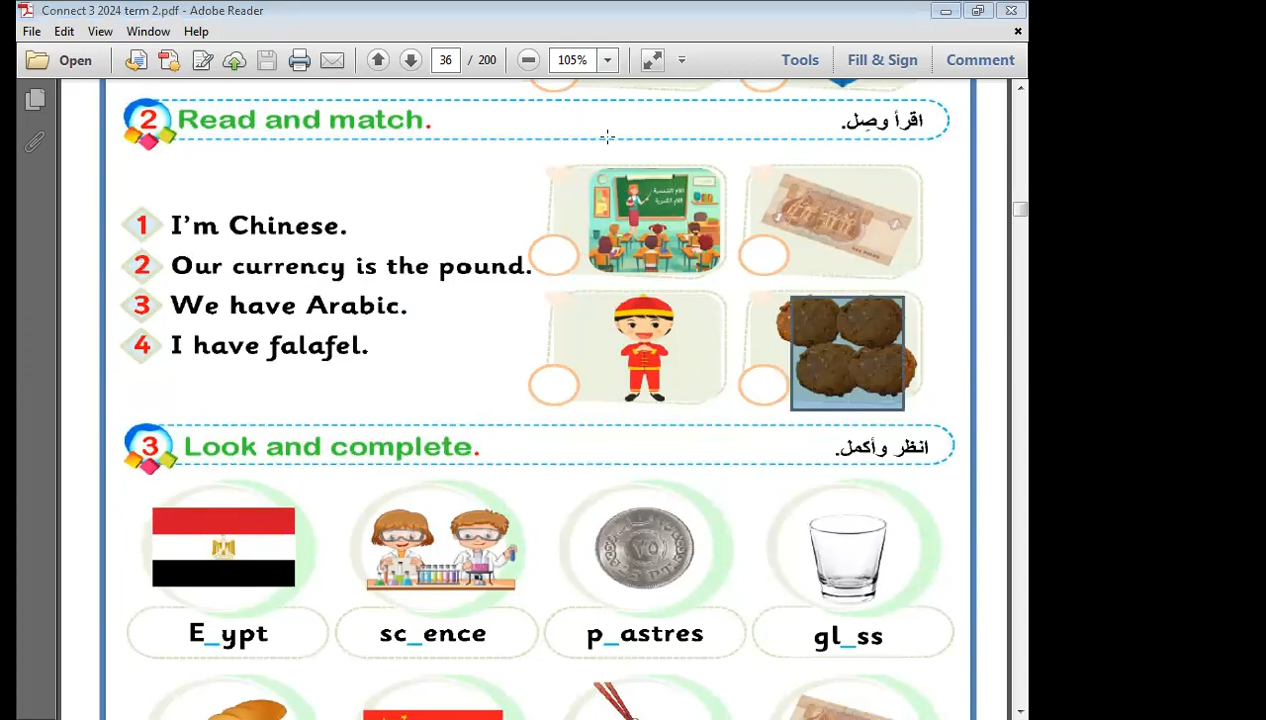 Connect 3 2024 term 2.pdf - Adobe Reader
File Edit View Window Help
Open 36 / 200 105% Tools Fill & Sign Comment
2 Read and match. اقرأ وصِل.
1 I'm Chinese.
2 Our currency is the pound.
3 We have Arabic.
4 I have falafel.
3 Look and complete. انظر وأكمل.
٢٥
E_ypt sc_ence p_astres gl_ss